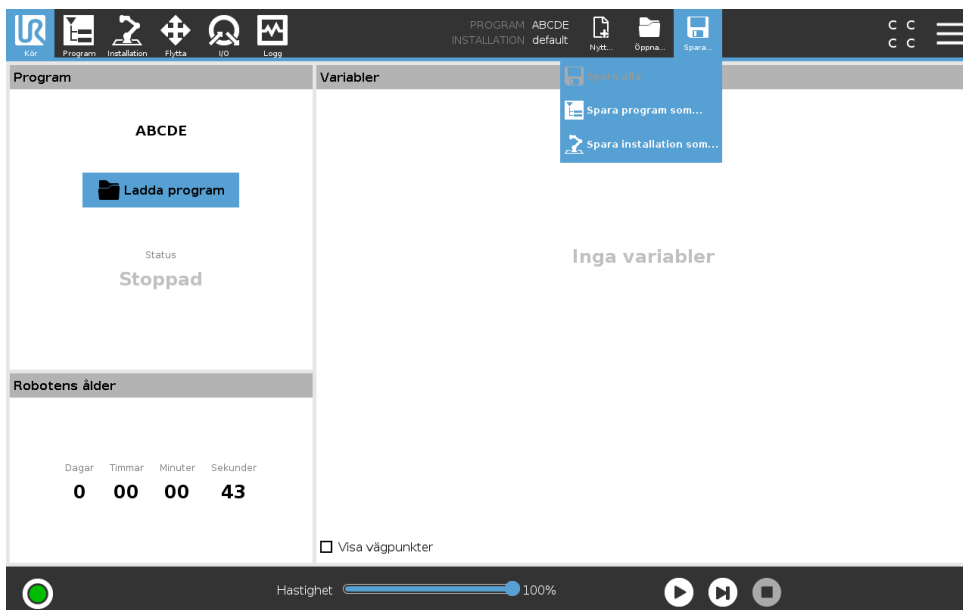 PROGRAM ABCDE
INSTALLATION default
C C
C C
Kör Program Installation Flytta I/O Logg Nytt... Öppna... Spara...
Spara alla
Spara program som...
Spara installation som...
Program
ABCDE
Ladda program
Status
Stoppad
Robotens ålder
Dagar Timmar Minuter Sekunder
0 00 00 43
Variabler
Inga variabler
Visa vägpunkter
Hastighet 100%